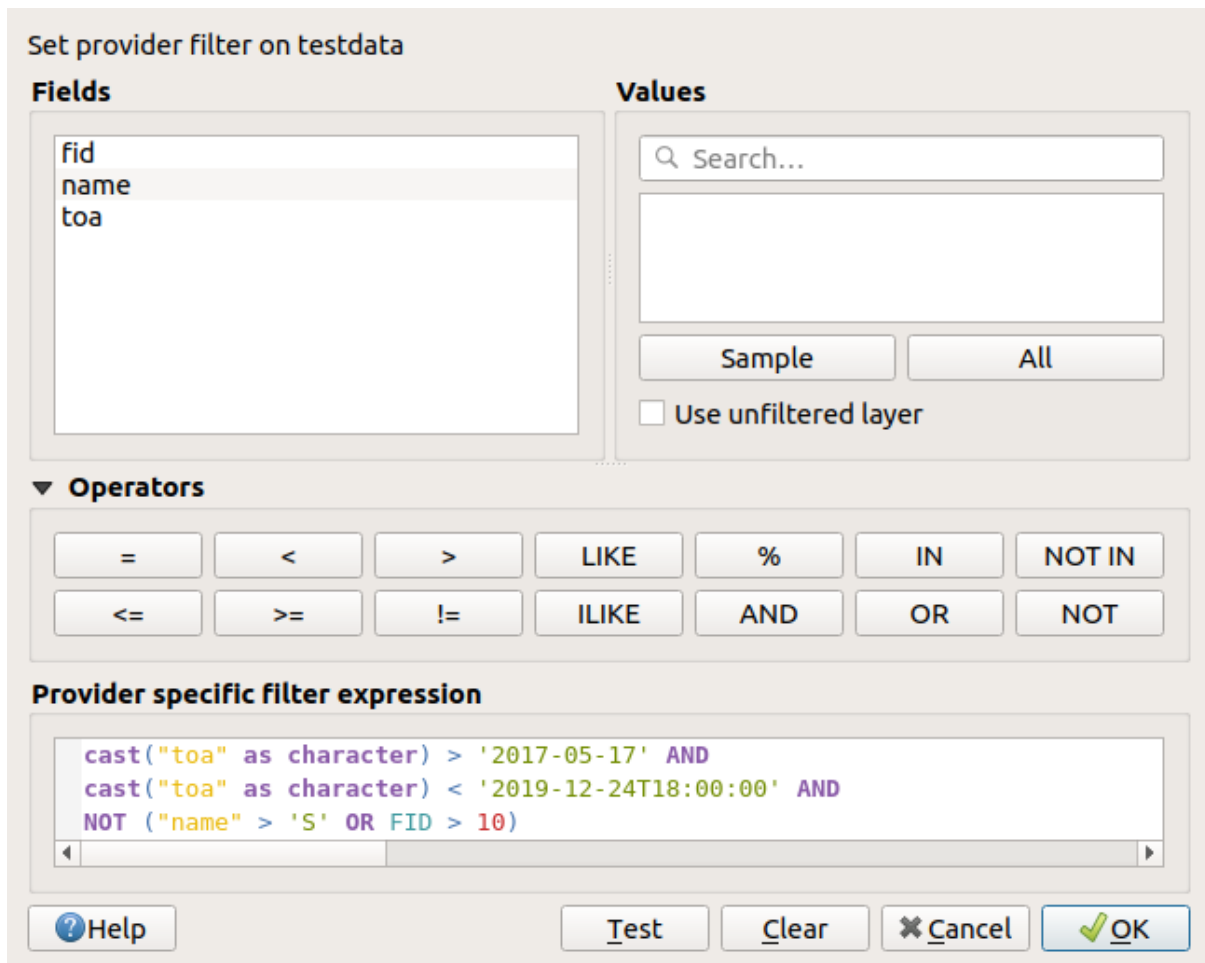 Set provider filter on testdata
Fields
Values
fid
name
toa
Search...
Sample
All
Use unfiltered layer
Operators
= < > LIKE % IN NOT IN
<= >= != ILIKE AND OR NOT
Provider specific filter expression
cast("toa" as character) > '2017-05-17' AND
cast("toa" as character) < '2019-12-24T18:00:00' AND
NOT ("name" > 'S' OR FID > 10)
Help Test Clear Cancel OK